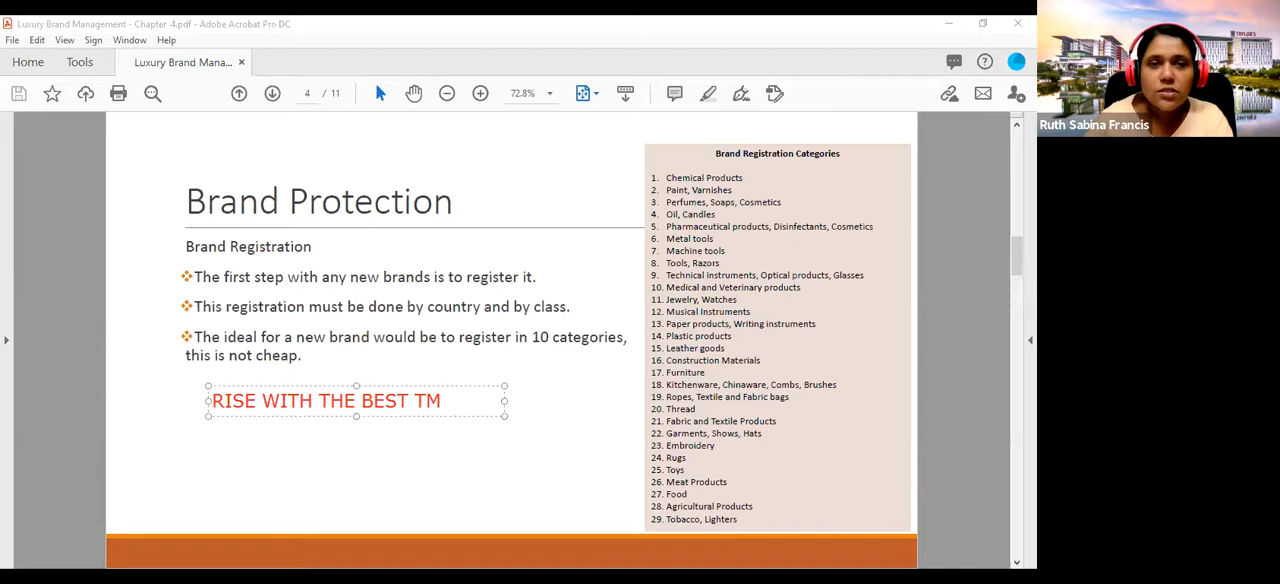 Luxury Brand Management - Chapter 4.pdf - Adobe Acrobat Pro DC
File Edit View Sign Window Help
Home Tools Luxury Brand Mana... ×
4 / 11 72.8%
Ruth Sabina Francis
Brand Protection
Brand Registration
The first step with any new brands is to register it.
This registration must be done by country and by class.
The ideal for a new brand would be to register in 10 categories,
this is not cheap.
RISE WITH THE BEST TM
Brand Registration Categories
1. Chemical Products
2. Paint, Varnishes
3. Perfumes, Soaps, Cosmetics
4. Oil, Candles
5. Pharmaceutical products, Disinfectants, Cosmetics
6. Metal tools
7. Machine tools
8. Tools, Razors
9. Technical instruments, Optical products, Glasses
10. Medical and Veterinary products
11. Jewelry, Watches
12. Musical Instruments
13. Paper products, Writing instruments
14. Plastic products
15. Leather goods
16. Construction Materials
17. Furniture
18. Kitchenware, Chinaware, Combs, Brushes
19. Ropes, Textile and Fabric bags
20. Thread
21. Fabric and Textile Products
22. Garments, Shows, Hats
23. Embroidery
24. Rugs
25. Toys
26. Meat Products
27. Food
28. Agricultural Products
29. Tobacco, Lighters